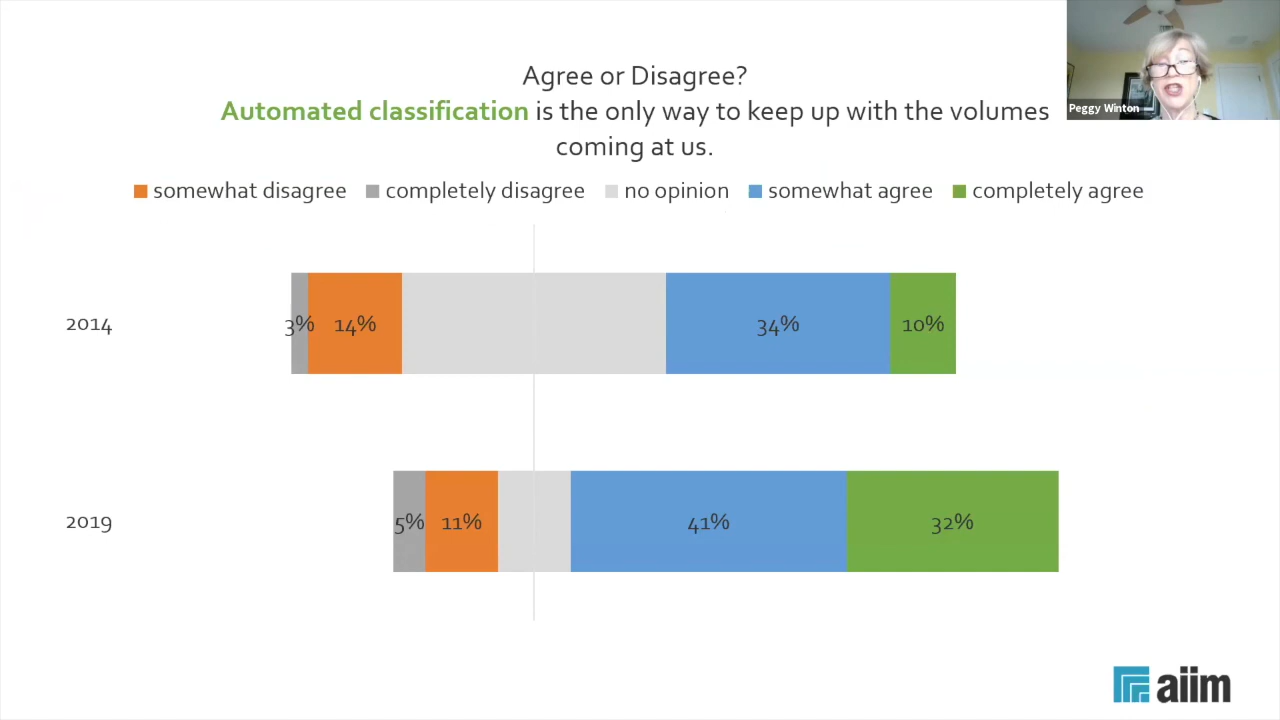 Agree or Disagree?
Automated classification is the only way to keep up with the volumes
coming at us.
Peggy Winton
somewhat disagree completely disagree no opinion somewhat agree completely agree
2014
3% 14% 34% 10%
2019
5% 11% 41% 32%
aiim